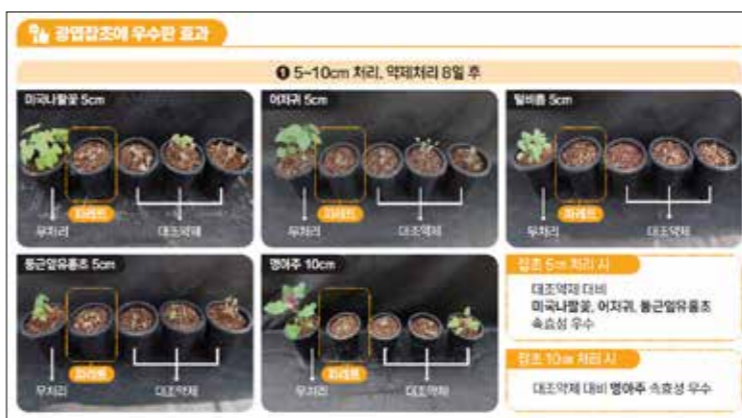 광엽잡초에 우수한 효과
❶ 5~10cm 처리, 약제처리 8일 후
미국나팔꽃 5cm
어저귀 5cm
털비름 5cm
무처리
파레트
대조약제
무처리
파레트
대조약제
무처리
파레트
대조약제
둥근잎유홍초 5cm
명아주 10cm
무처리
파레트
대조약제
무처리
파레트
대조약제
잡초 5cm 처리 시
대조약제 대비
미국나팔꽃, 어저귀, 둥근잎유홍초
속효성 우수
잡초 10cm 처리 시
대조약제 대비 명아주 속효성 우수